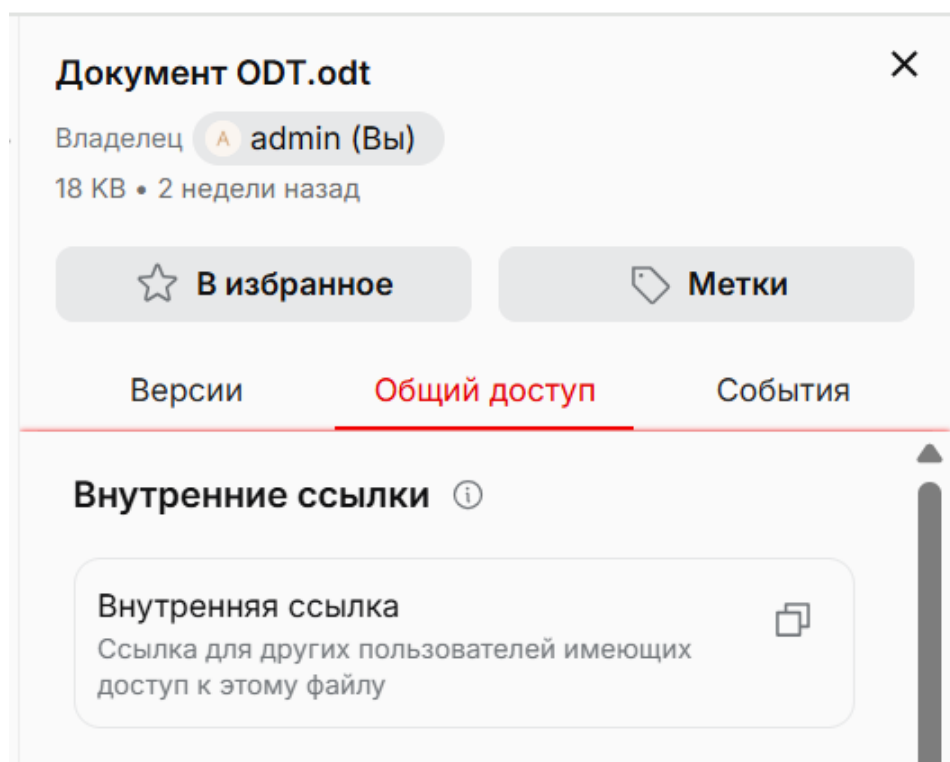 Документ ODT.odt
Владелец A admin (Вы)
18 KB • 2 недели назад
В избранное Метки
Версии Общий доступ События
Внутренние ссылки
Внутренняя ссылка
Ссылка для других пользователей имеющих
доступ к этому файлу